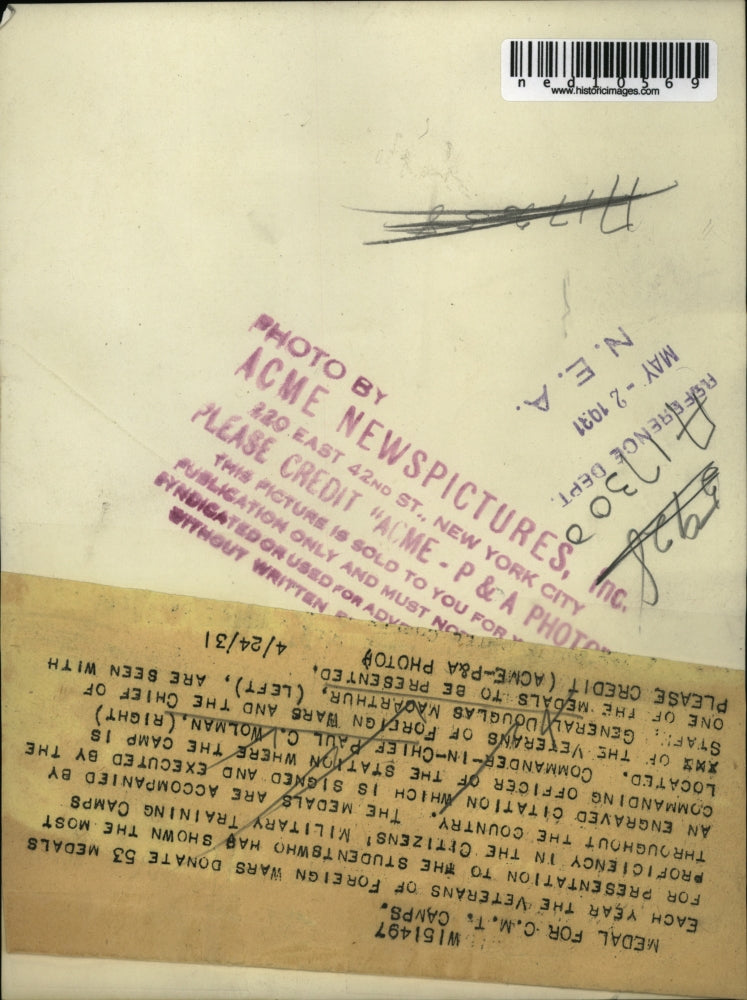 ned10569
www.historicimages.com
PHOTO BY
ACME NEWSPICTURES, Inc.
229 EAST 42ND ST., NEW YORK CITY
PLEASE CREDIT "ACME - P & A PHOTO"
THIS PICTURE IS SOLD TO YOU FOR
PUBLICATION ONLY AND MUST NOT
SYNDICATED OR USED FOR ADVE
WITHOUT WRITTEN
N. E. A.
MAY - 2 1931
REFERENCE DEPT.
A17300
W151497
MEDAL FOR C.M.T. CAMPS.
EACH YEAR THE VETERANS OF FOREIGN WARS DONATE 53 MEDALS
FOR PRESENTATION TO THE STUDENTSWHO HAV SHOWN THE MOST
PROFICIENCY IN THE CITIZENS' MILITARY TRAINING CAMPS
THROUGHOUT THE COUNTRY. THE MEDALS ARE ACCOMPANIED BY
AN ENGRAVED CITATION WHICH IS SIGNED AND EXECUTED BY THE
COMMANDING OFFICER OF THE STATION WHERE THE CAMP IS
LOCATED. COMMANDER-IN-CHIEF PAUL C. WOLMAN, (RIGHT)
XXX OF THE VETERANS OF FOREIGN WARS AND THE CHIEF OF
STAFF; GENERAL DOUGLAS MACARTHUR, (LEFT), ARE SEEN WITH
ONE OF THE MEDALS TO BE PRESENTED.
PLEASE CREDIT (ACME-P&A PHOTO) 4/24/31